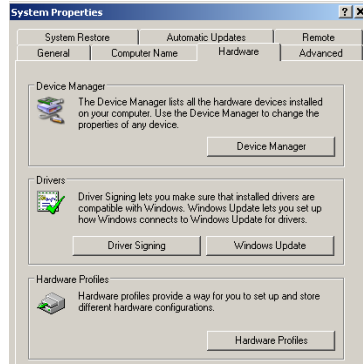 System Properties
System Restore Automatic Updates Remote
General Computer Name Hardware Advanced
Device Manager
The Device Manager lists all the hardware devices installed
on your computer. Use the Device Manager to change the
properties of any device.
Device Manager
Drivers
Driver Signing lets you make sure that installed drivers are
compatible with Windows. Windows Update lets you set up
how Windows connects to Windows Update for drivers.
Driver Signing Windows Update
Hardware Profiles
Hardware profiles provide a way for you to set up and store
different hardware configurations.
Hardware Profiles